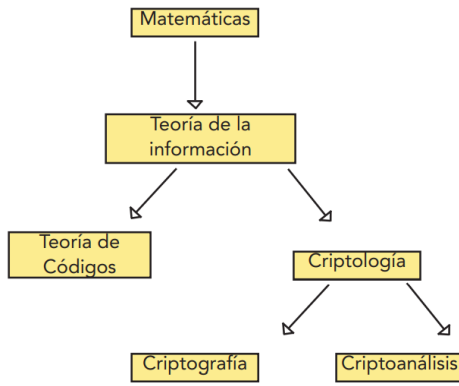 Matemáticas
Teoría de la
información
Teoría de
Códigos
Criptología
Criptografía
Criptoanálisis